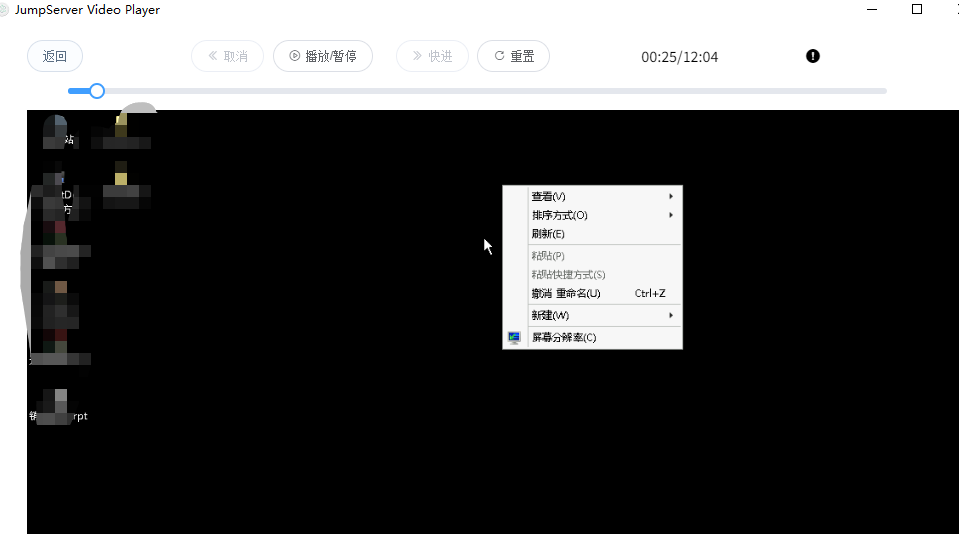 JumpServer Video Player
返回
取消
播放/暂停
快进
重置
00:25/12:04
站
tD
方
rpt
查看(V)
排序方式(O)
刷新(E)
粘贴(P)
粘贴快捷方式(S)
撤消 重命名(U) Ctrl+Z
新建(W)
屏幕分辨率(C)